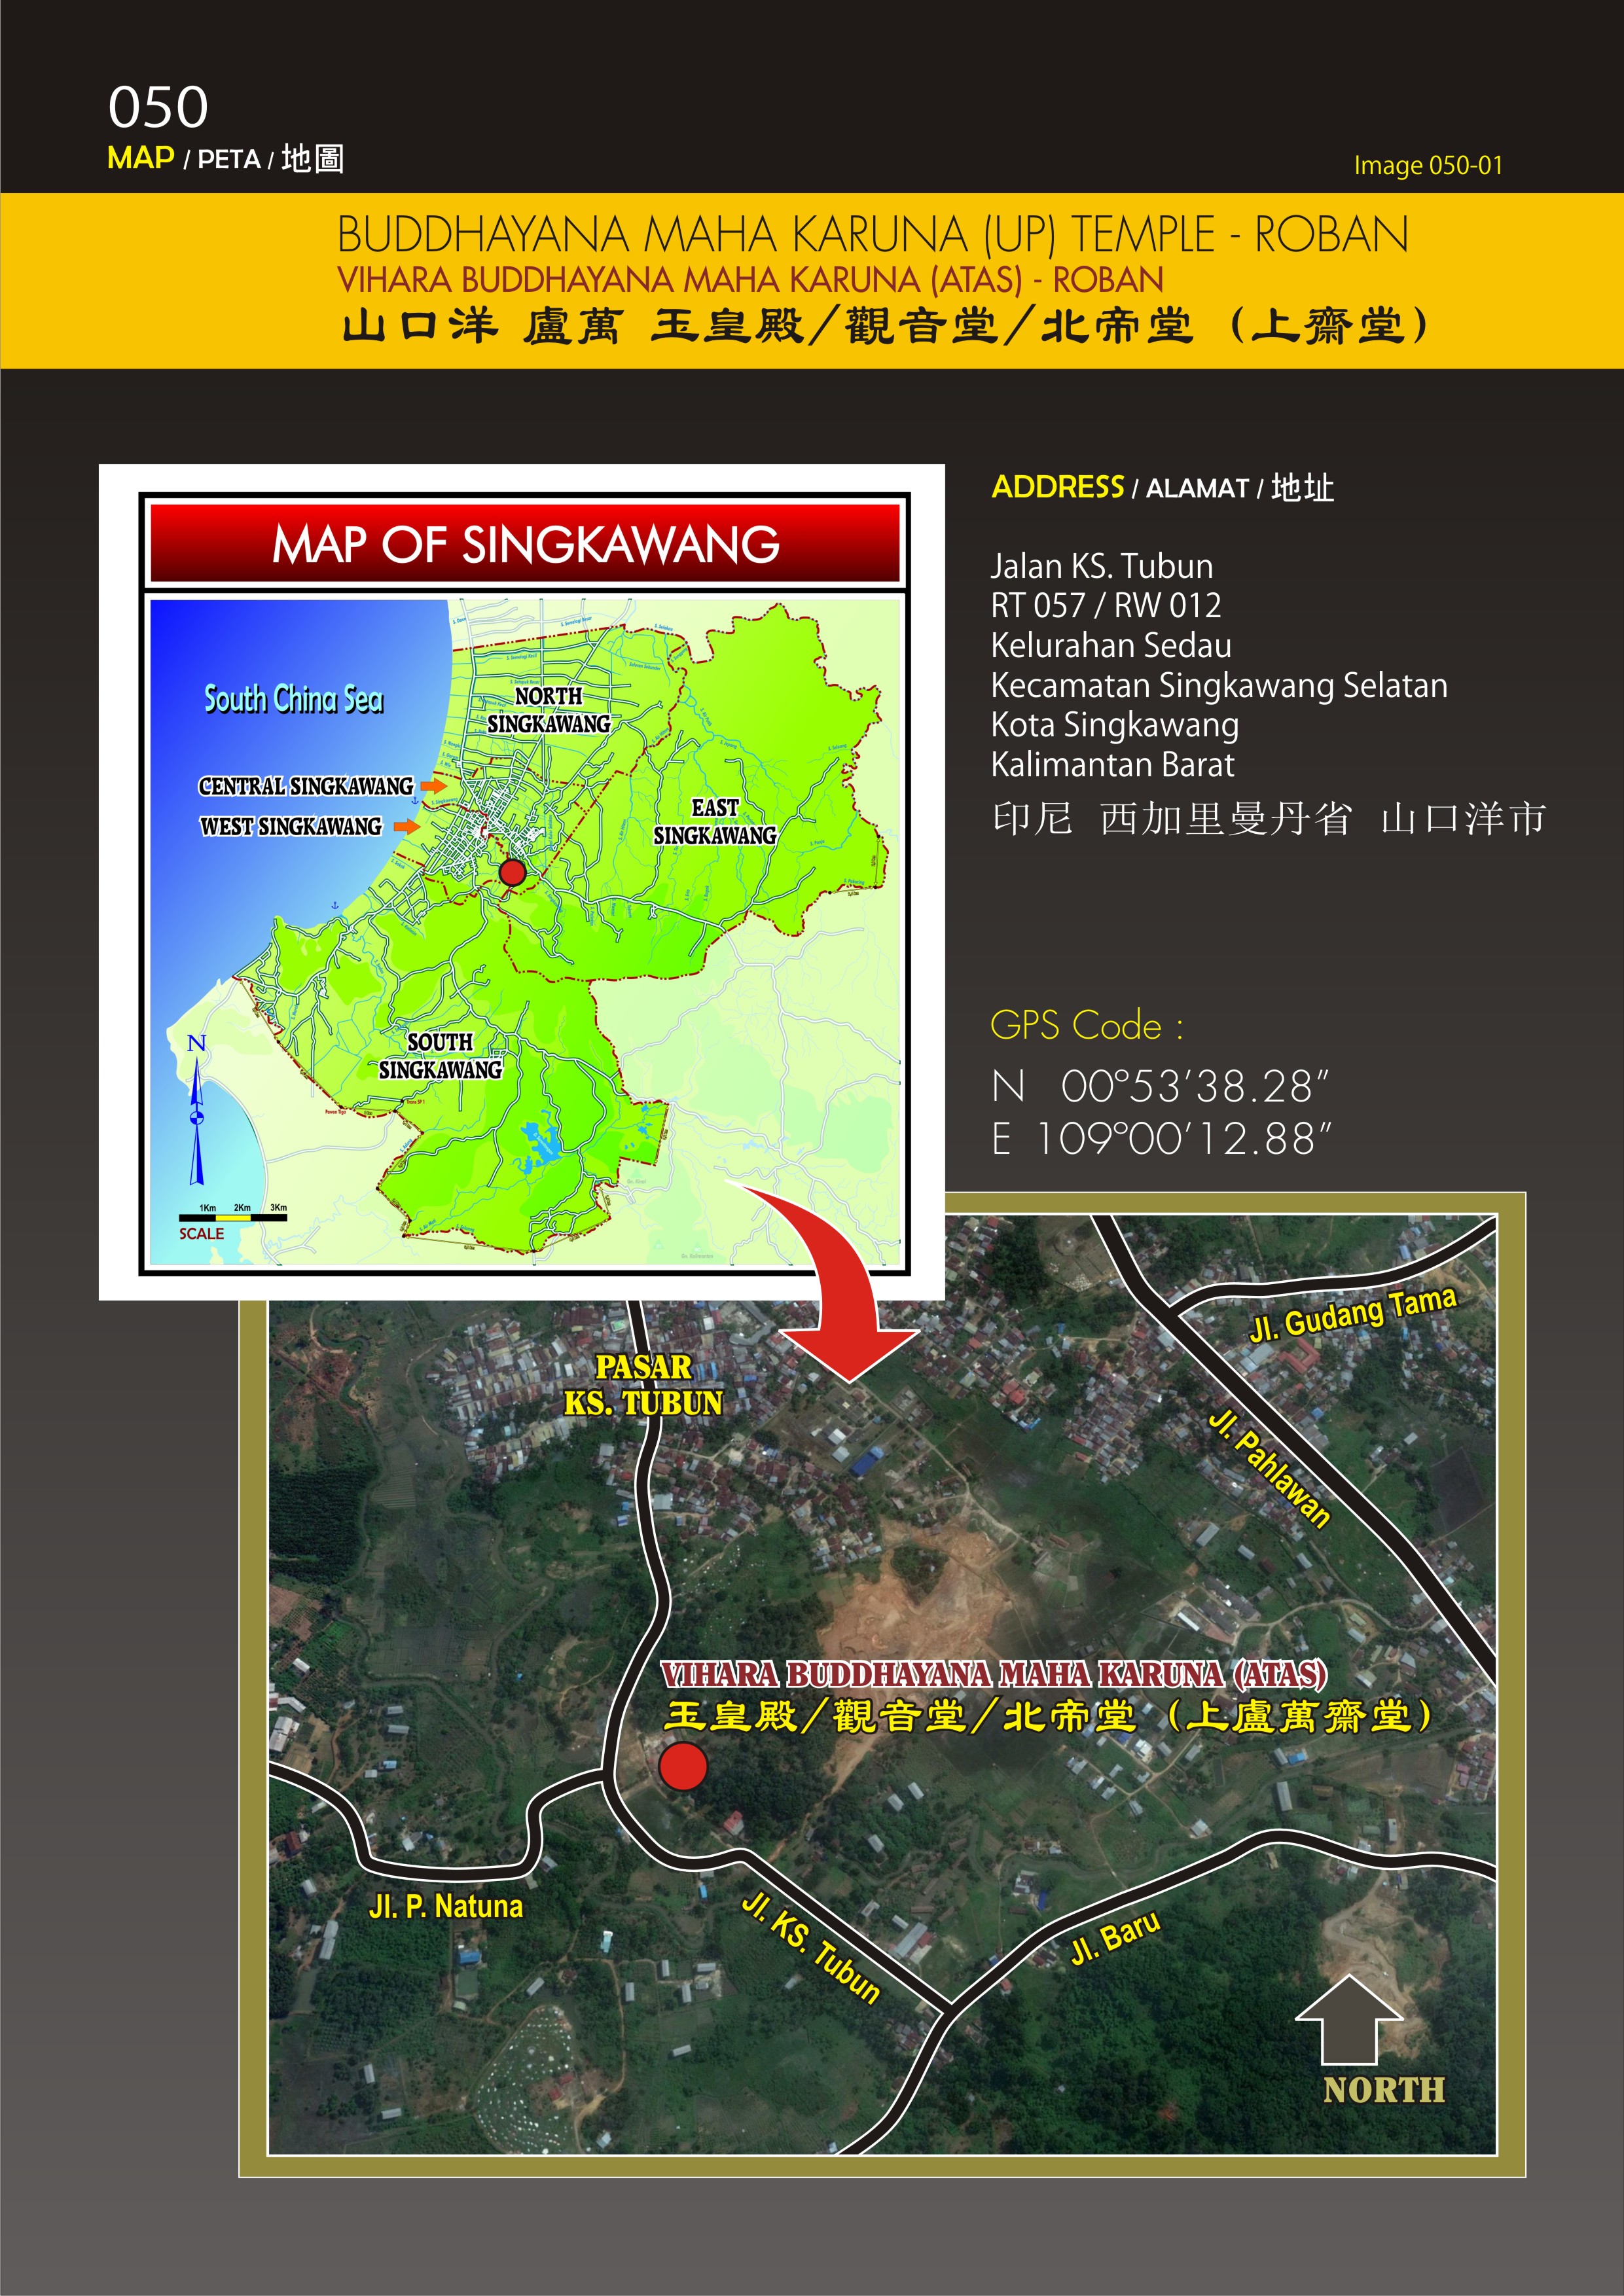 050
MAP / PETA / 地圖
Image 050-01
BUDDHAYANA MAHA KARUNA (UP) TEMPLE - ROBAN
VIHARA BUDDHAYANA MAHA KARUNA (ATAS) - ROBAN
山口洋 盧萬 玉皇殿/觀音堂/北帝堂 (上齋堂)
MAP OF SINGKAWANG
South China Sea
NORTH
SINGKAWANG
CENTRAL SINGKAWANG
WEST SINGKAWANG
EAST
SINGKAWANG
SOUTH
SINGKAWANG
N
1Km 2Km 3Km
SCALE
ADDRESS / ALAMAT / 地址
Jalan KS. Tubun
RT 057 / RW 012
Kelurahan Sedau
Kecamatan Singkawang Selatan
Kota Singkawang
Kalimantan Barat
印尼 西加里曼丹省 山口洋市
GPS Code :
N 00°53'38.28"
E 109°00'12.88"
Jl. Gudang Tama
PASAR
KS. TUBUN
Jl. Pahlawan
VIHARA BUDDHAYANA MAHA KARUNA (ATAS)
玉皇殿/觀音堂/北帝堂 (上盧萬齋堂)
Jl. P. Natuna
Jl. KS. Tubun
Jl. Baru
NORTH